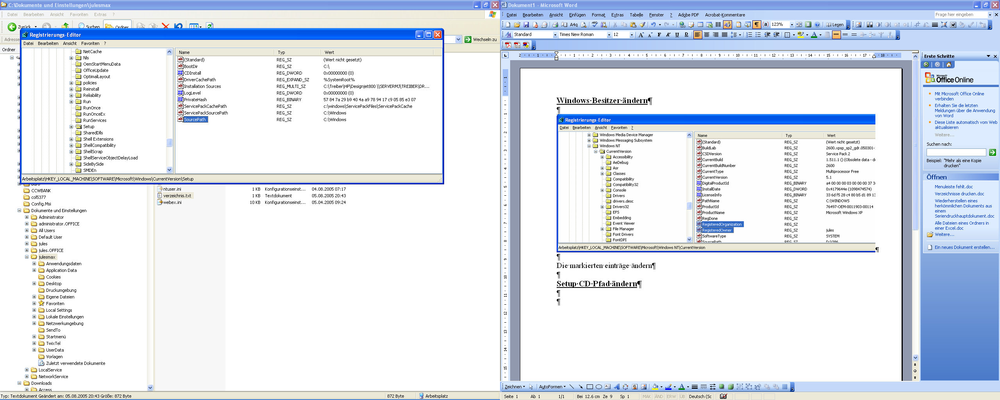 C:\Dokumente und Einstellungen\julesmax
Datei Bearbeiten Ansicht Favoriten Extras ?
Zurück Suchen Ordner
Adresse Wechseln zu
Ordner
Registrierungs-Editor
Datei Bearbeiten Ansicht Favoriten ?
NetCache
Nls
OemStartMenuData
OfficeUpdate
OptimalLayout
policies
Reinstall
Reliability
Run
RunOnce
RunOnceEx
RunServices
Setup
SharedDlls
Shell Extensions
ShellCompatibility
ShellScrap
ShellServiceObjectDelayLoad
SideBySide
SMDEn
Name Typ Wert
(Standard) REG_SZ (Wert nicht gesetzt)
BootDir REG_SZ C:\
CDInstall REG_DWORD 0x00000000 (0)
DriverCachePath REG_EXPAND_SZ %SystemRoot%
Installation Sources REG_MULTI_SZ C:\Treiber\HP\Designjet800 \\SERVERMJ\TREIBER\DR...
LogLevel REG_DWORD 0x00000000 (0)
PrivateHash REG_BINARY 57 84 7a 29 b9 40 4a a9 78 94 17 c9 05 85 e3 07
ServicePackCachePath REG_SZ c:\windows\ServicePackFiles\ServicePackCache
ServicePackSourcePath REG_SZ C:\Windows
SourcePath REG_SZ C:\Windows
Arbeitsplatz\HKEY_LOCAL_MACHINE\SOFTWARE\Microsoft\Windows\CurrentVersion\Setup
CCWBANK
col5377
Config.Msi
Dokumente und Einstellungen
Administrator
administrator.OFFICE
All Users
Default User
jules
jules.OFFICE
julesmax
Anwendungsdaten
Application Data
Cookies
Desktop
Druckumgebung
Eigene Dateien
Favoriten
Local Settings
Lokale Einstellungen
Netzwerkumgebung
SendTo
Startmenü
TwixTel
UserData
Vorlagen
Zuletzt verwendete Dokumente
LocalService
NetworkService
Downloads
Access
ntuser.ini 1 KB Konfigurationseinst... 04.08.2005 07:17
verzeichnis.txt 1 KB Textdokument 05.08.2005 20:43
webex.ini 10 KB Konfigurationseinst... 05.04.2005 09:24
Typ: Textdokument Geändert am: 05.08.2005 20:43 Größe: 872 Byte 872 Byte Arbeitsplatz
Dokument1 - Microsoft Word
Datei Bearbeiten Ansicht Einfügen Format Extras Tabelle Fenster ? Adobe PDF Acrobat-Kommentare Frage hier eingeben
123% Lesen
Standard Times New Roman 12 F K U D
2 1 1 2 3 4 5 6 7 8 9 10 11 12 13 14 15 16 17 18
Windows·Besitzer·ändern¶
¶
Registrierungs-Editor
Datei Bearbeiten Ansicht Favoriten ?
Windows Media Device Manager
Windows Messaging Subsystem
Windows NT
CurrentVersion
Accessibility
AeDebug
Asr
Classes
Compatibility
Compatibility32
Console
Drivers
drivers.desc
Drivers32
EFS
Embedding
Event Viewer
File Manager
Font Drivers
FontDPI
Name Typ Wert
(Standard) REG_SZ (Wert nicht gesetzt)
BuildLab REG_SZ 2600.xpsp_sp2_gdr.050301-
CSDVersion REG_SZ Service Pack 2
CurrentBuild REG_SZ 1.511.1 () (Obsolete data - d
CurrentBuildNumber REG_SZ 2600
CurrentType REG_SZ Multiprocessor Free
CurrentVersion REG_SZ 5.1
DigitalProductId REG_BINARY a4 00 00 00 03 00 00 00 37 3
InstallDate REG_DWORD 0x4179644e (1098474574)
LicenseInfo REG_BINARY 33 6d f5 28 c4 80 b5 d1 89 13
PathName REG_SZ C:\WINDOWS
ProductId REG_SZ 76497-OEM-0011903-00114
ProductName REG_SZ Microsoft Windows XP
RegDone REG_SZ
RegisteredOrganization REG_SZ
RegisteredOwner REG_SZ jules
SoftwareType REG_SZ SYSTEM
SourcePath REG_SZ D:\i386
Arbeitsplatz\HKEY_LOCAL_MACHINE\SOFTWARE\Microsoft\Windows NT\CurrentVersion
¶
¶
Die·markierten·einträge·ändern¶
¶
Setup·CD·Pfad·ändern¶
¶
¶
Erste Schritte
Microsoft Office Online
Mit Microsoft Office Online
verbinden
Erhalten Sie die letzten
Meldungen über die Anwendung
von Word
Diese Liste automatisch vom Web
aktualisieren
Weitere...
Suchen nach:
Beispiel: "Mehr als eine Kopie
drucken"
Öffnen
Menuleiste fehlt.doc
Verzeichnisse drucken.doc
Wiederherstellen eines
herkömmlichen Dokuments aus
einem
Seriendruckhauptdokument.doc
Alle Dateien eines Ordners in
einer Excel.doc
Weitere...
Ein neues Dokument erstellen...
Zeichnen AutoFormen
Seite 1 Ab 1 1/1 Bei 12.6 cm Ze 9 Sp 1 MAK ÄND ERW ÜB Deutsch (Sc